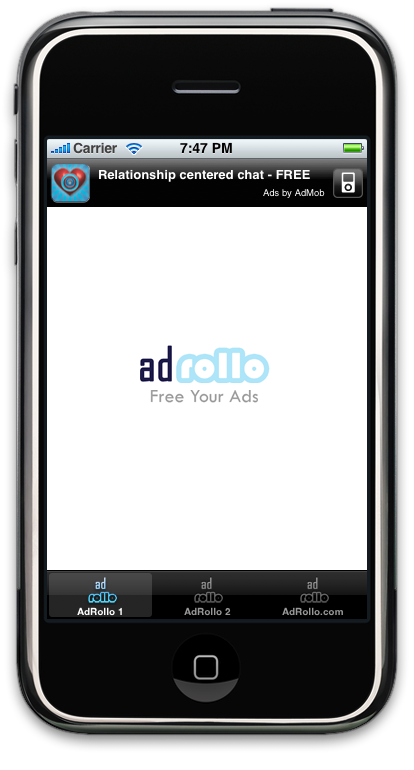 Carrier 7:47 PM
Relationship centered chat - FREE
Ads by AdMob
adrollo
Free Your Ads
ad rollo
AdRollo 1
ad rollo
AdRollo 2
ad rollo
AdRollo.com